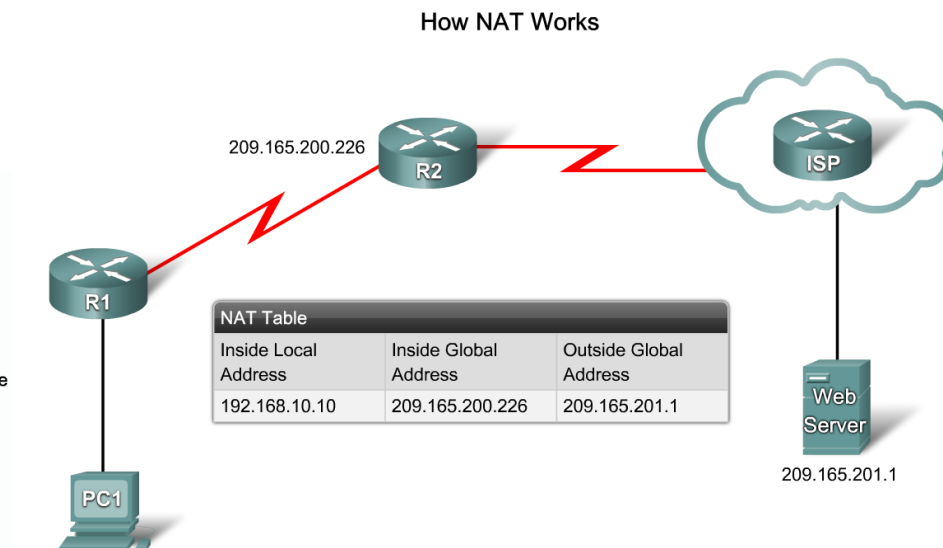 How NAT Works
209.165.200.226
R2
ISP
R1
NAT Table
Inside Local Address
Inside Global Address
Outside Global Address
192.168.10.10
209.165.200.226
209.165.201.1
e
Web
Server
209.165.201.1
PC1